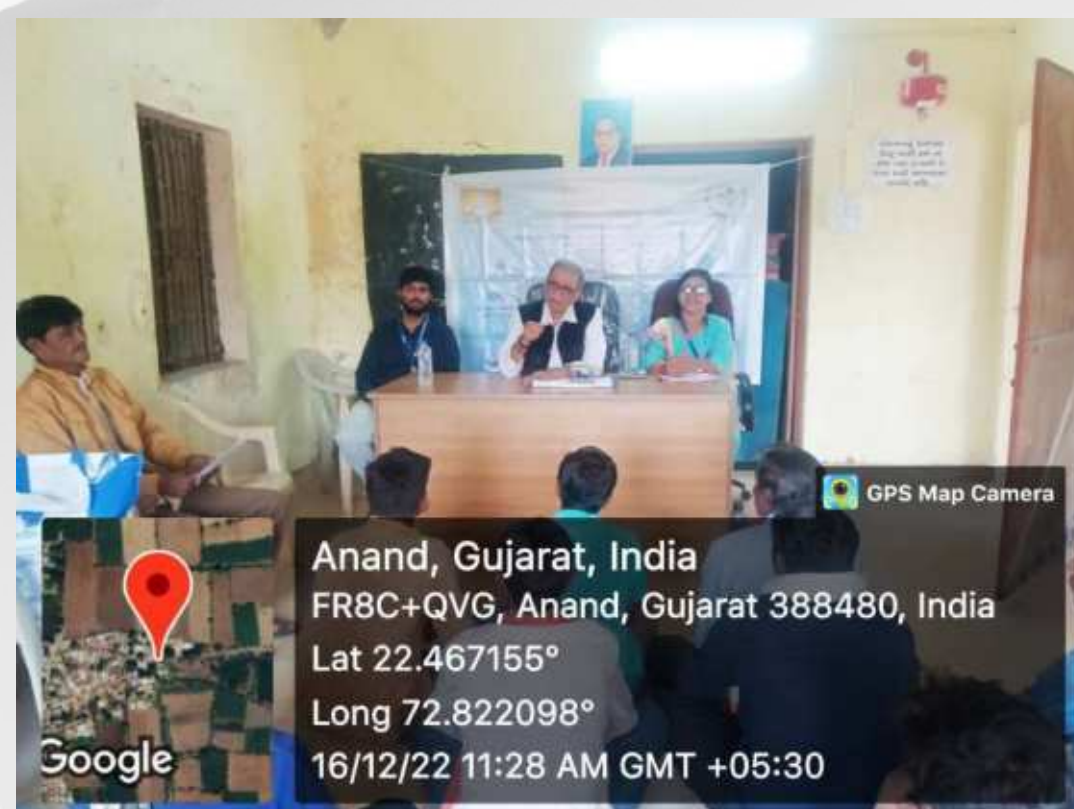 GPS Map Camera
Anand, Gujarat, India
FR8C+QVG, Anand, Gujarat 388480, India
Lat 22.467155°
Long 72.822098°
16/12/22 11:28 AM GMT +05:30
Google